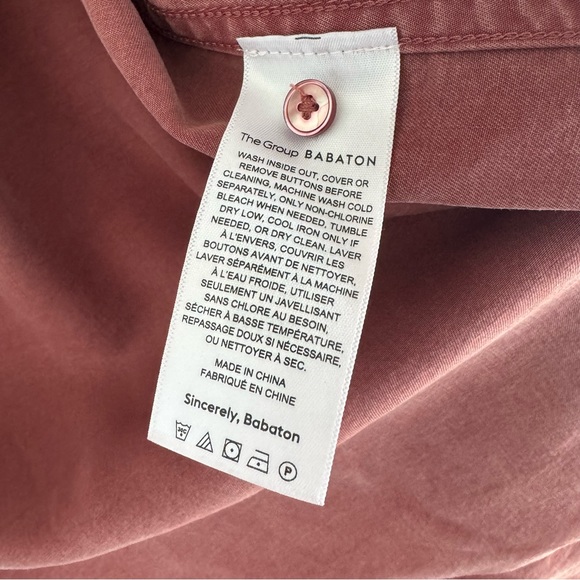 The Group BABATON
WASH INSIDE OUT, COVER OR
REMOVE BUTTONS BEFORE
CLEANING, MACHINE WASH COLD
SEPARATELY, ONLY NON-CHLORINE
BLEACH WHEN NEEDED, TUMBLE
DRY LOW, COOL IRON ONLY IF
NEEDED, OR DRY CLEAN. LAVER
À L'ENVERS, COUVRIR LES
BOUTONS AVANT DE NETTOYER,
LAVER SÉPARÉMENT À LA MACHINE
À L'EAU FROIDE, UTILISER
SEULEMENT UN JAVELLISANT
SANS CHLORE AU BESOIN,
SÉCHER À BASSE TEMPÉRATURE,
REPASSAGE DOUX SI NÉCESSAIRE,
OU NETTOYER À SEC.
MADE IN CHINA
FABRIQUÉ EN CHINE
Sincerely, Babaton
30C P